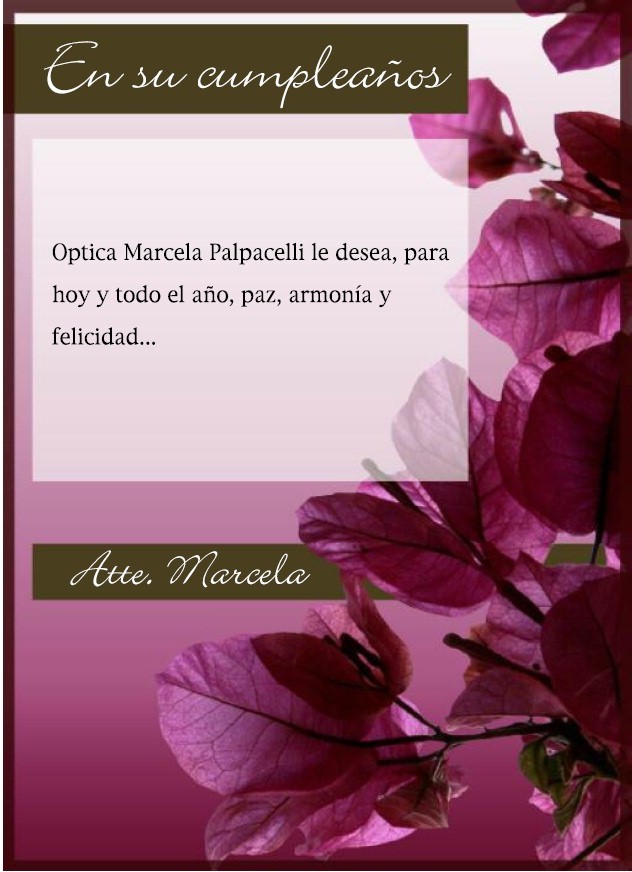 En su cumpleaños
Optica Marcela Palpacelli le desea, para
hoy y todo el año, paz, armonía y
felicidad...
Atte. Marcela